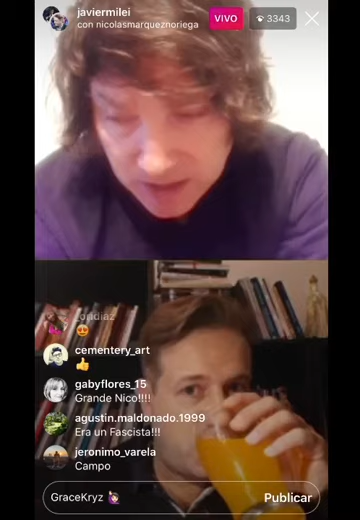 javiermilei
con nicolasmarqueznoriega
VIVO
3343
cementery_art
gabyflores_15
Grande Nico!!!!
agustin.maldonado.1999
Era un Fascista!!!
jeronimo_varela
Campo
GraceKryz
Publicar